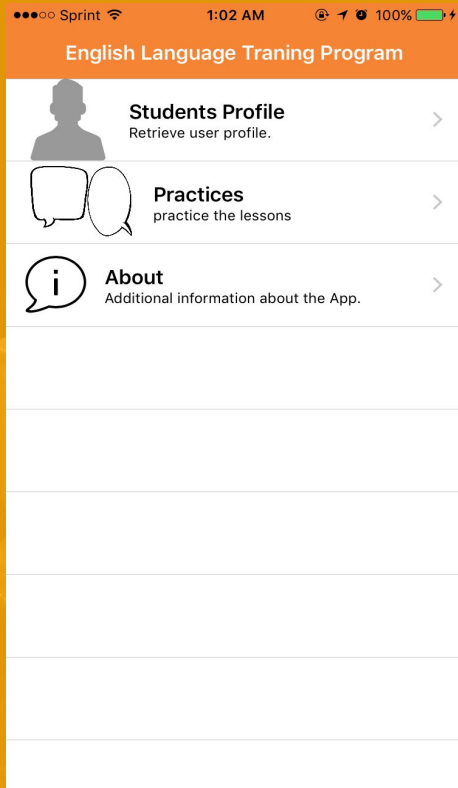 Sprint 1:02 AM 100%
English Language Traning Program
Students Profile
Retrieve user profile.
Practices
practice the lessons
i
About
Additional information about the App.